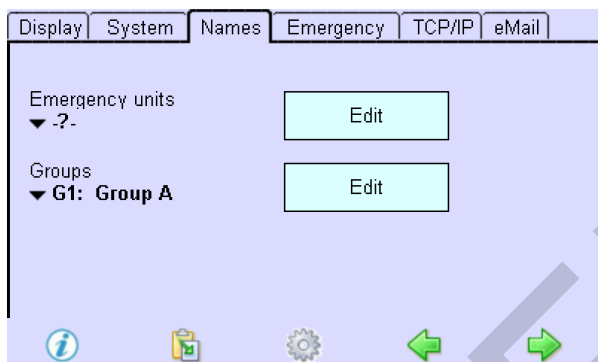 Display System Names Emergency TCP/IP eMail
Emergency units
-?- Edit
Groups
G1: Group A Edit